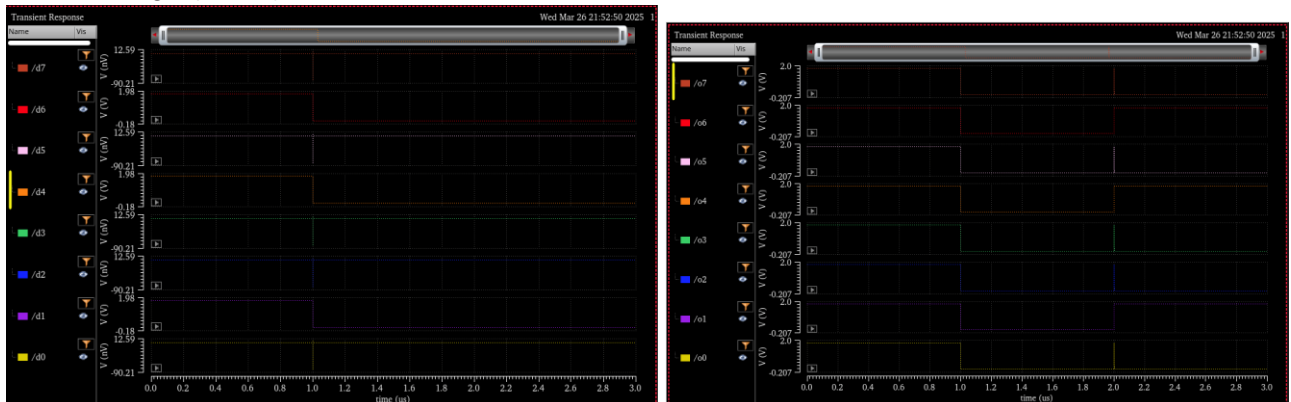 Transient Response
Wed Mar 26 21:52:50 2025 1
Name Vis
/d7
V (nV)
12.59
-90.21
/d6
V (V)
1.98
-0.18
/d5
V (nV)
12.59
-90.21
/d4
V (V)
1.98
-0.18
/d3
V (nV)
12.59
-90.21
/d2
V (nV)
12.59
-90.21
/d1
V (V)
1.98
-0.18
/d0
V (nV)
12.59
-90.21
0.0 0.2 0.4 0.6 0.8 1.0 1.2 1.4 1.6 1.8 2.0 2.2 2.4 2.6 2.8 3.0
time (us)
Transient Response
Wed Mar 26 21:52:50 2025 1
Name Vis
/o7
V (V)
2.0
-0.207
/o6
V (V)
2.0
-0.207
/o5
V (V)
2.0
-0.207
/o4
V (V)
2.0
-0.207
/o3
V (V)
2.0
-0.207
/o2
V (V)
2.0
-0.207
/o1
V (V)
2.0
-0.207
/o0
V (V)
2.0
-0.207
0.0 0.2 0.4 0.6 0.8 1.0 1.2 1.4 1.6 1.8 2.0 2.2 2.4 2.6 2.8 3.0
time (us)